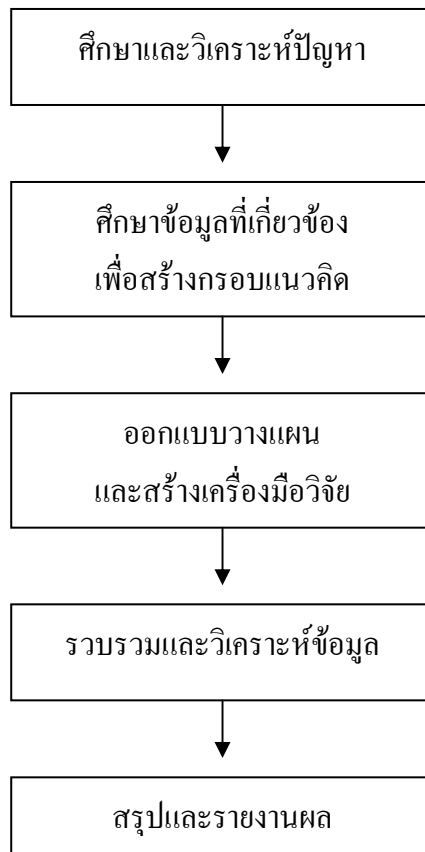 ศึกษาและวิเคราะห์ปัญหา
ศึกษาข้อมูลที่เกี่ยวข้อง
เพื่อสร้างกรอบแนวคิด
ออกแบบวางแผน
และสร้างเครื่องมือวิจัย
รวบรวมและวิเคราะห์ข้อมูล
สรุปและรายงานผล